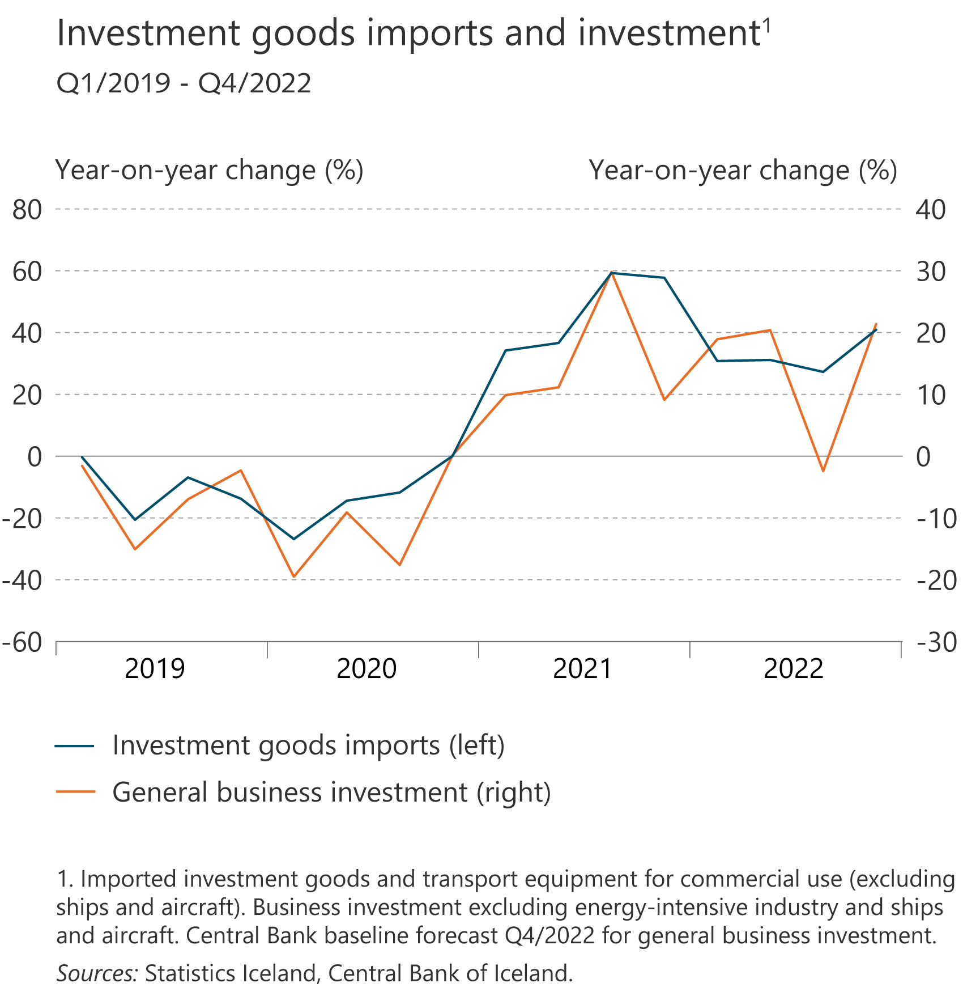 Investment goods imports and investment¹
Q1/2019 - Q4/2022
Year-on-year change (%) Year-on-year change (%)
80 40
60 30
40 20
20 10
0 0
-20 -10
-40 -20
-60 -30
2019 2020 2021 2022
Investment goods imports (left)
General business investment (right)
1. Imported investment goods and transport equipment for commercial use (excluding
ships and aircraft). Business investment excluding energy-intensive industry and ships
and aircraft. Central Bank baseline forecast Q4/2022 for general business investment.
Sources: Statistics Iceland, Central Bank of Iceland.